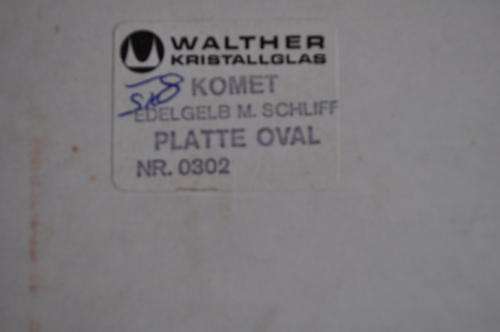 WALTHER
KRISTALLGLAS
KOMET
EDELGELB M. SCHLIFF
PLATTE OVAL
NR. 0302